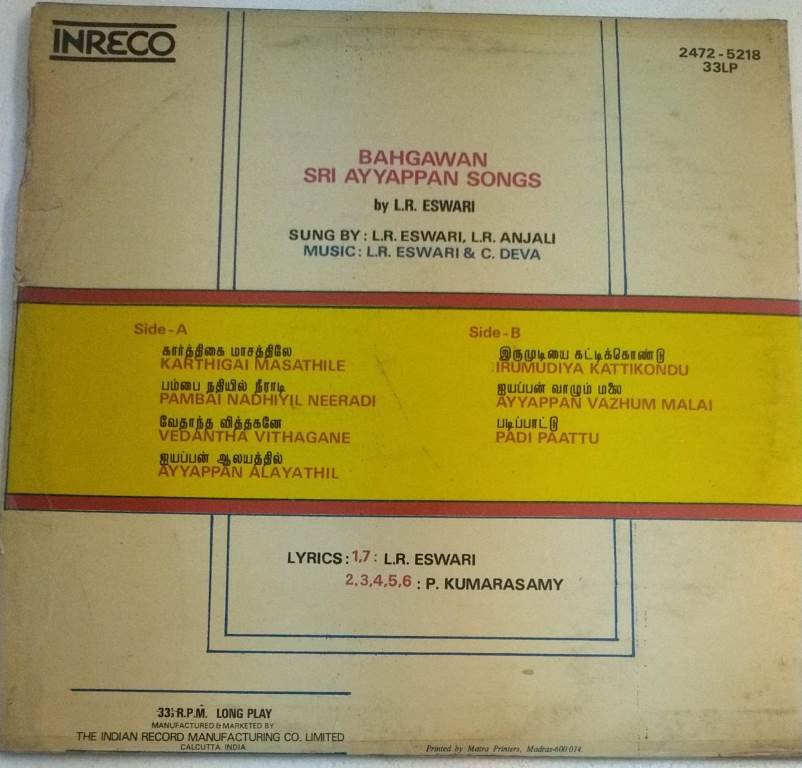 INRECO
2472-5218
33LP
BAHGAWAN
SRI AYYAPPAN SONGS
by L.R. ESWARI
SUNG BY : L.R. ESWARI, L.R. ANJALI
MUSIC : L.R. ESWARI & C. DEVA
Side-A
கார்த்திகை மாசத்திலே
KARTHIGAI MASATHILE
பம்பை நதியில் நீராடி
PAMBAI NADHIYIL NEERADI
வேதாந்த வித்தகனே
VEDANTHA VITHAGANE
ஐயப்பன் ஆலயத்தில்
AYYAPPAN ALAYATHIL
Side-B
இருமுடியை கட்டிக்கொண்டு
IRUMUDIYA KATTIKONDU
ஐயப்பன் வாழும் மலை
AYYAPPAN VAZHUM MALAI
படிப்பாட்டு
PADI PAATTU
LYRICS : 1,7 : L.R. ESWARI
2,3,4,5,6 : P. KUMARASAMY
33⅓ R.P.M. LONG PLAY
MANUFACTURED & MARKETED BY
THE INDIAN RECORD MANUFACTURING CO. LIMITED
CALCUTTA, INDIA
Printed by Matra Printers, Madras-600 014.